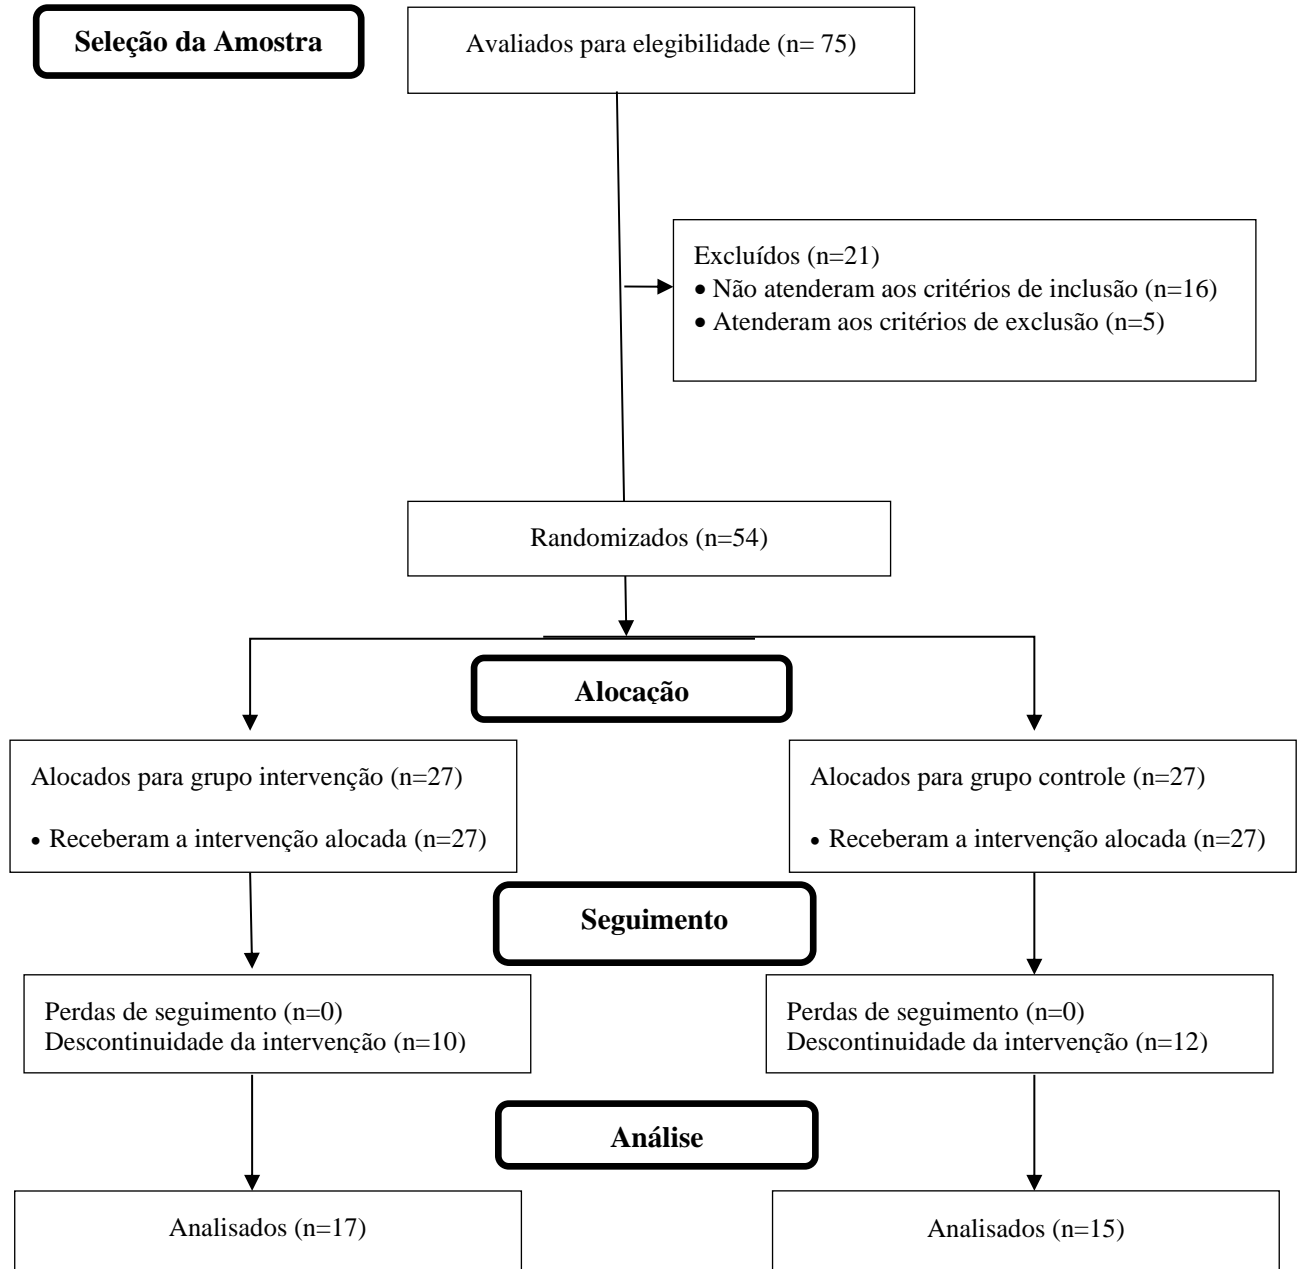 Seleção da Amostra
Avaliados para elegibilidade (n= 75)
Excluídos (n=21)
• Não atenderam aos critérios de inclusão (n=16)
• Atenderam aos critérios de exclusão (n=5)
Randomizados (n=54)
Alocação
Alocados para grupo intervenção (n=27)
• Receberam a intervenção alocada (n=27)
Alocados para grupo controle (n=27)
• Receberam a intervenção alocada (n=27)
Seguimento
Perdas de seguimento (n=0)
Descontinuidade da intervenção (n=10)
Perdas de seguimento (n=0)
Descontinuidade da intervenção (n=12)
Análise
Analisados (n=17)
Analisados (n=15)